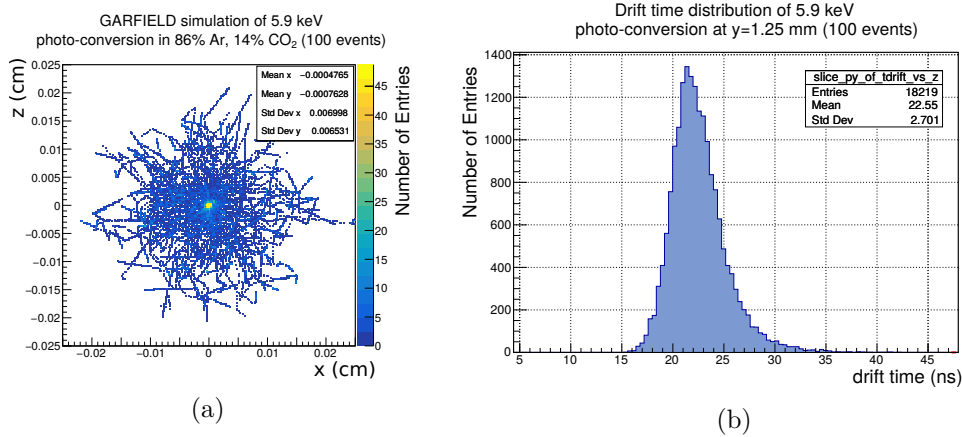 GARFIELD simulation of 5.9 keV
photo-conversion in 86% Ar, 14% CO₂ (100 events)
z (cm)
0.025
0.02
0.015
0.01
0.005
0
−0.005
−0.01
−0.015
−0.02
−0.025
−0.02
−0.01
0
0.01
0.02
x (cm)
Mean x −0.0004765
Mean y −0.0007628
Std Dev x 0.006998
Std Dev y 0.006531
45
40
35
30
25
20
15
10
5
0
Number of Entries
(a)
Drift time distribution of 5.9 keV
photo-conversion at y=1.25 mm (100 events)
Number of Entries
1400
1200
1000
800
600
400
200
0
5
10
15
20
25
30
35
40
45
drift time (ns)
slice_py_of_tdrift_vs_z
Entries 18219
Mean 22.55
Std Dev 2.701
(b)